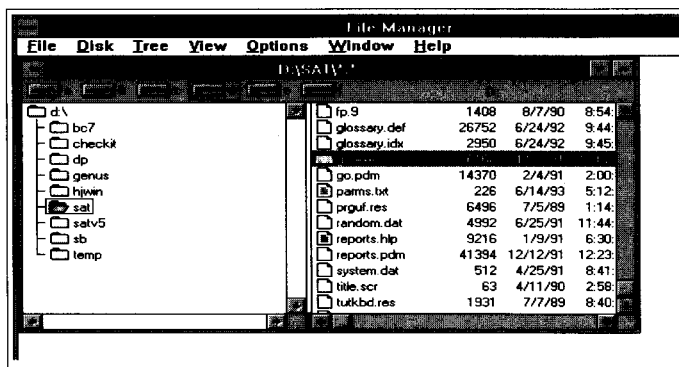 File Manager
File Disk Tree View Options Window Help
D:\SAT\*.*
d:\
bc7
checkit
dp
genus
hjwin
sat
satv5
sb
temp
fp.9 1408 8/7/90 8:54:
glossary.def 26752 6/24/92 9:44:
glossary.idx 2950 6/24/92 9:45:
go.pdm 14370 2/4/91 2:00:
parms.txt 226 6/14/93 5:12:
prguf.res 6496 7/5/89 1:14:
random.dat 4992 6/25/91 11:44:
reports.hlp 9216 1/9/91 6:30:
reports.pdm 41394 12/12/91 12:23:
system.dat 512 4/25/91 8:41:
title.scr 63 4/11/90 2:58:
tutkbd.res 1931 7/7/89 8:40: